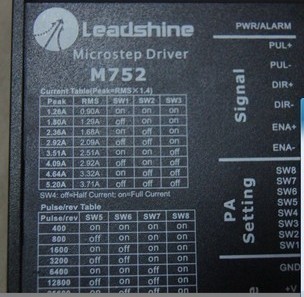 Leadshine
Microstep Driver
M752
Current Table(Peak=RMS×1.4)
Peak RMS SW1 SW2 SW3
1.26A 0.90A on on on
1.80A 1.29A off on on
2.36A 1.68A on off on
2.92A 2.09A off off on
3.51A 2.51A on on off
4.09A 2.92A off on off
4.64A 3.32A on off off
5.20A 3.71A off off off
SW4: off=Half Current; on=Full Current
Pulse/rev Table
Pulse/rev SW5 SW6 SW7 SW8
400 off on on on
800 on off on on
1600 off off on on
3200 on on off on
6400 off on off on
12800 on off off on
PWR/ALARM
PUL+
PUL-
DIR+
DIR-
ENA+
ENA-
Signal
SW8
SW7
SW6
SW5
SW4
SW3
SW2
SW1
PA
Setting
GND
+V